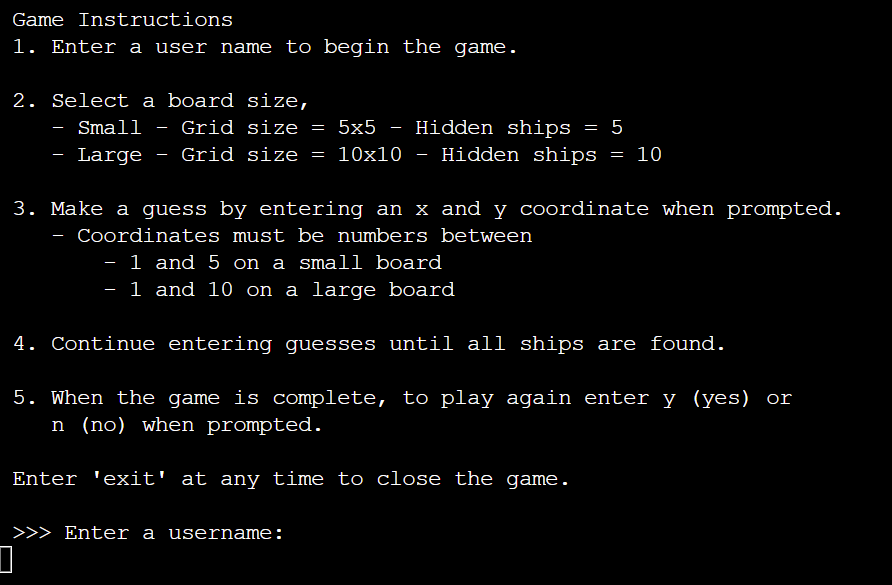 Game Instructions
1. Enter a user name to begin the game.
2. Select a board size,
- Small - Grid size = 5x5 - Hidden ships = 5
- Large - Grid size = 10x10 - Hidden ships = 10
3. Make a guess by entering an x and y coordinate when prompted.
- Coordinates must be numbers between
- 1 and 5 on a small board
- 1 and 10 on a large board
4. Continue entering guesses until all ships are found.
5. When the game is complete, to play again enter y (yes) or
n (no) when prompted.
Enter 'exit' at any time to close the game.
>>> Enter a username: